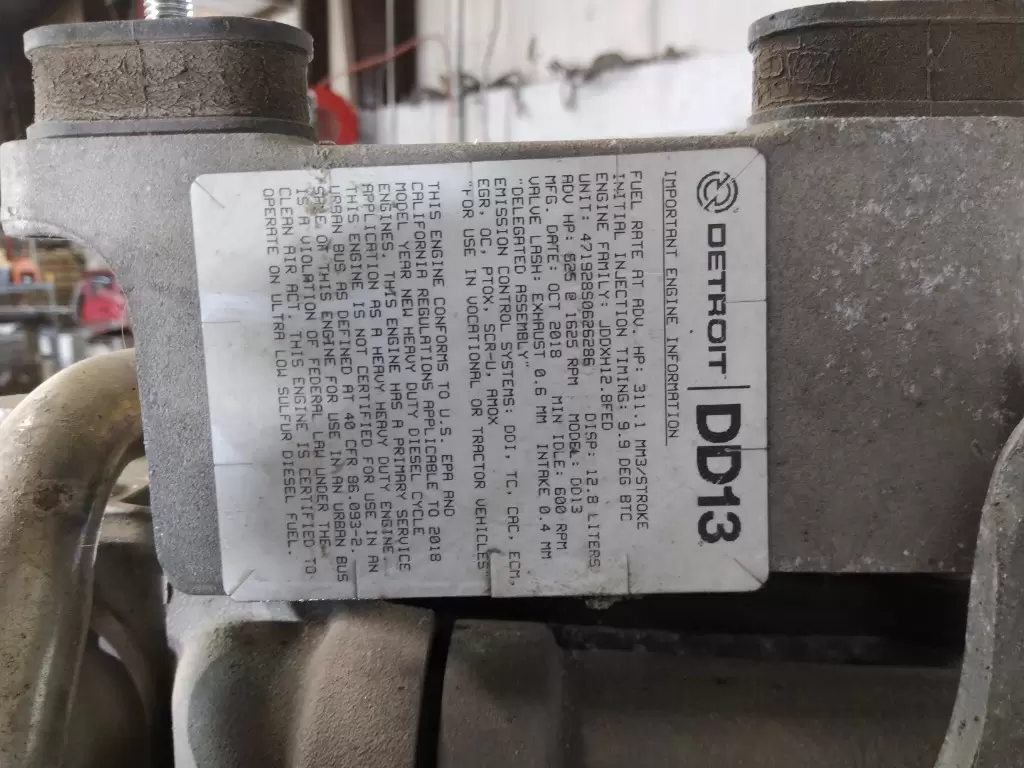 DETROIT | DD13
IMPORTANT ENGINE INFORMATION
FUEL RATE AT ADV. HP: 311.1 MM3/STROKE
INITIAL INJECTION TIMING: 9.9 DEG BTC
ENGINE FAMILY: JDDXH12.8FED
UNIT: 471928S0628286 DISP: 12.8 LITERS
ADV HP: 525 @ 1625 RPM MODEL: DD13
MFG. DATE: OCT 2018 MIN IDLE: 600 RPM
VALVE LASH: EXHAUST 0.6 MM INTAKE 0.4 MM
"DELEGATED ASSEMBLY"
EMISSION CONTROL SYSTEMS: DDI, TC, CAC, ECM,
EGR, OC, PTOX, SCR-U, AMOX
"FOR USE IN VOCATIONAL OR TRACTOR VEHICLES
THIS ENGINE CONFORMS TO U.S. EPA AND
CALIFORNIA REGULATIONS APPLICABLE TO 2018
MODEL YEAR NEW HEAVY DUTY DIESEL CYCLE
ENGINES. THIS ENGINE HAS A PRIMARY SERVICE
APPLICATION AS A HEAVY HEAVY DUTY ENGINE.
THIS ENGINE IS NOT CERTIFIED FOR USE IN AN
URBAN BUS AS DEFINED AT 40 CFR 86.093-2.
SALE OF THIS ENGINE FOR USE IN AN URBAN BUS
IS A VIOLATION OF FEDERAL LAW UNDER THE
CLEAN AIR ACT. THIS ENGINE IS CERTIFIED TO
OPERATE ON ULTRA LOW SULFUR DIESEL FUEL.